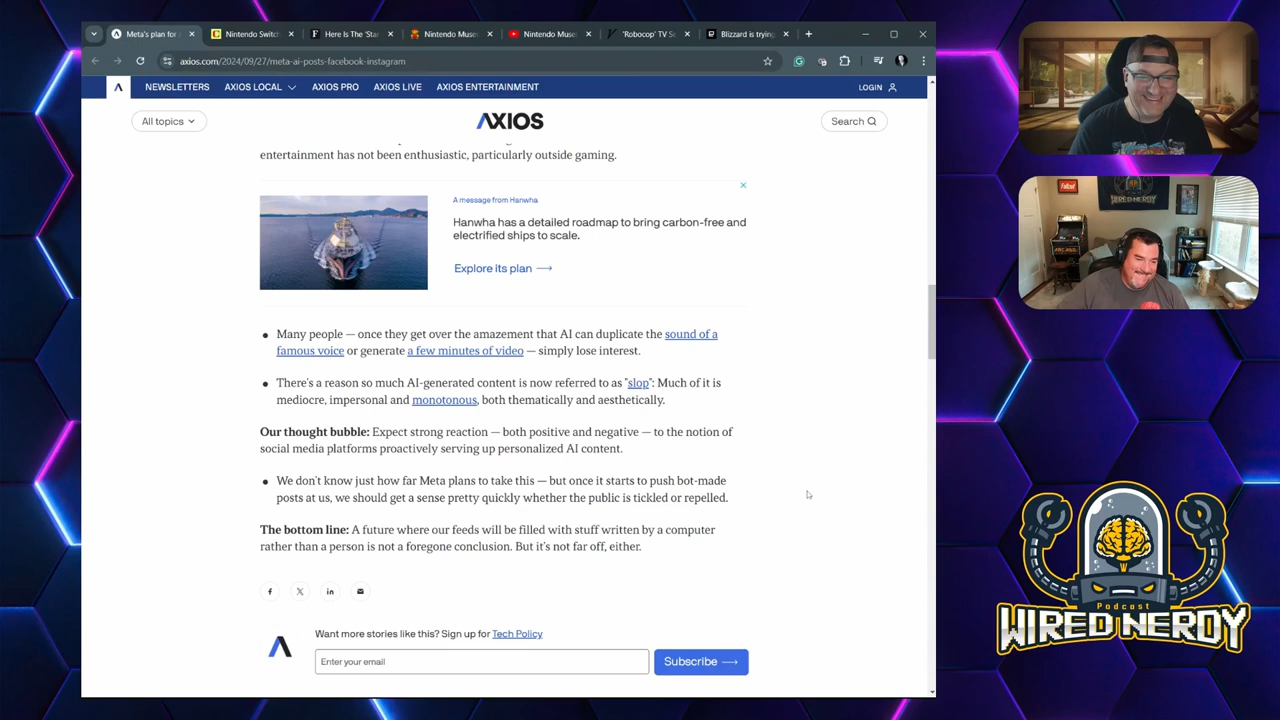 Meta's plan for
Nintendo Switc
Here Is The 'Star
Nintendo Muse
Nintendo Muse
'Robocop' TV Se
Blizzard is trying
axios.com/2024/09/27/meta-ai-posts-facebook-instagram
NEWSLETTERS
AXIOS LOCAL
AXIOS PRO
AXIOS LIVE
AXIOS ENTERTAINMENT
LOGIN
All topics
AXIOS
Search
entertainment has not been enthusiastic, particularly outside gaming.
A message from Hanwha
Hanwha has a detailed roadmap to bring carbon-free and
electrified ships to scale.
Explore its plan
Many people — once they get over the amazement that AI can duplicate the sound of a
famous voice or generate a few minutes of video — simply lose interest.
There's a reason so much AI-generated content is now referred to as "slop": Much of it is
mediocre, impersonal and monotonous, both thematically and aesthetically.
Our thought bubble: Expect strong reaction — both positive and negative — to the notion of
social media platforms proactively serving up personalized AI content.
We don't know just how far Meta plans to take this — but once it starts to push bot-made
posts at us, we should get a sense pretty quickly whether the public is tickled or repelled.
The bottom line: A future where our feeds will be filled with stuff written by a computer
rather than a person is not a foregone conclusion. But it's not far off, either.
Want more stories like this? Sign up for Tech Policy
Enter your email
Subscribe
Fallout
WIRED NERDY
ARCADE
Podcast
WIRED NERDY